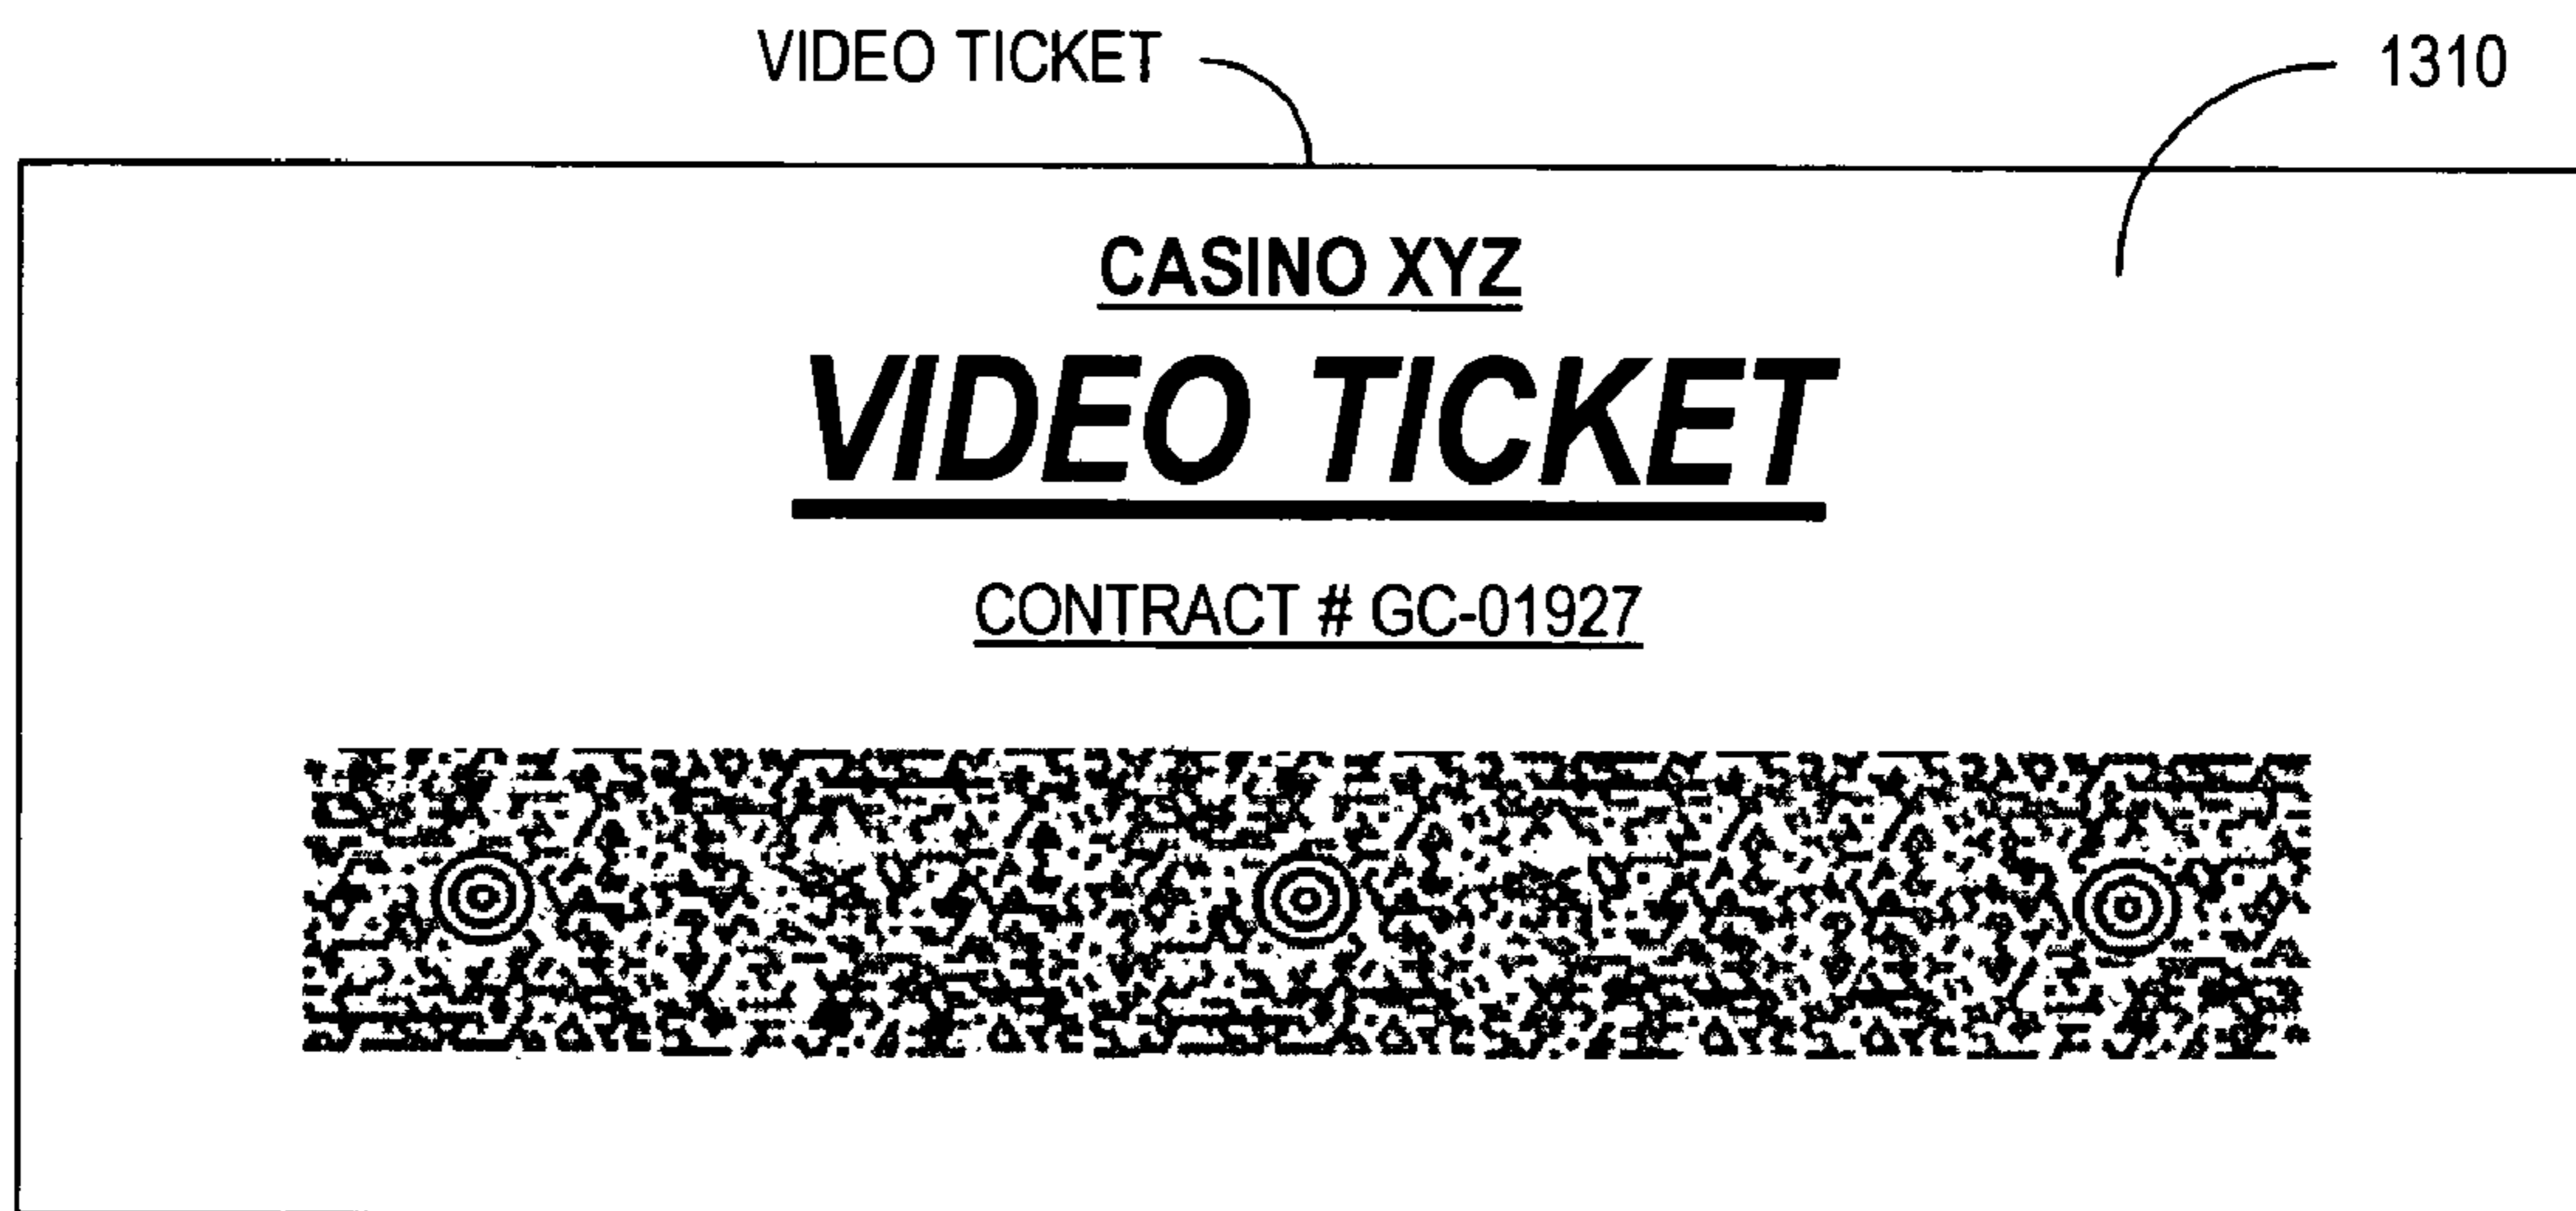 VIDEO TICKET
1310
CASINO XYZ
VIDEO TICKET
CONTRACT # GC-01927